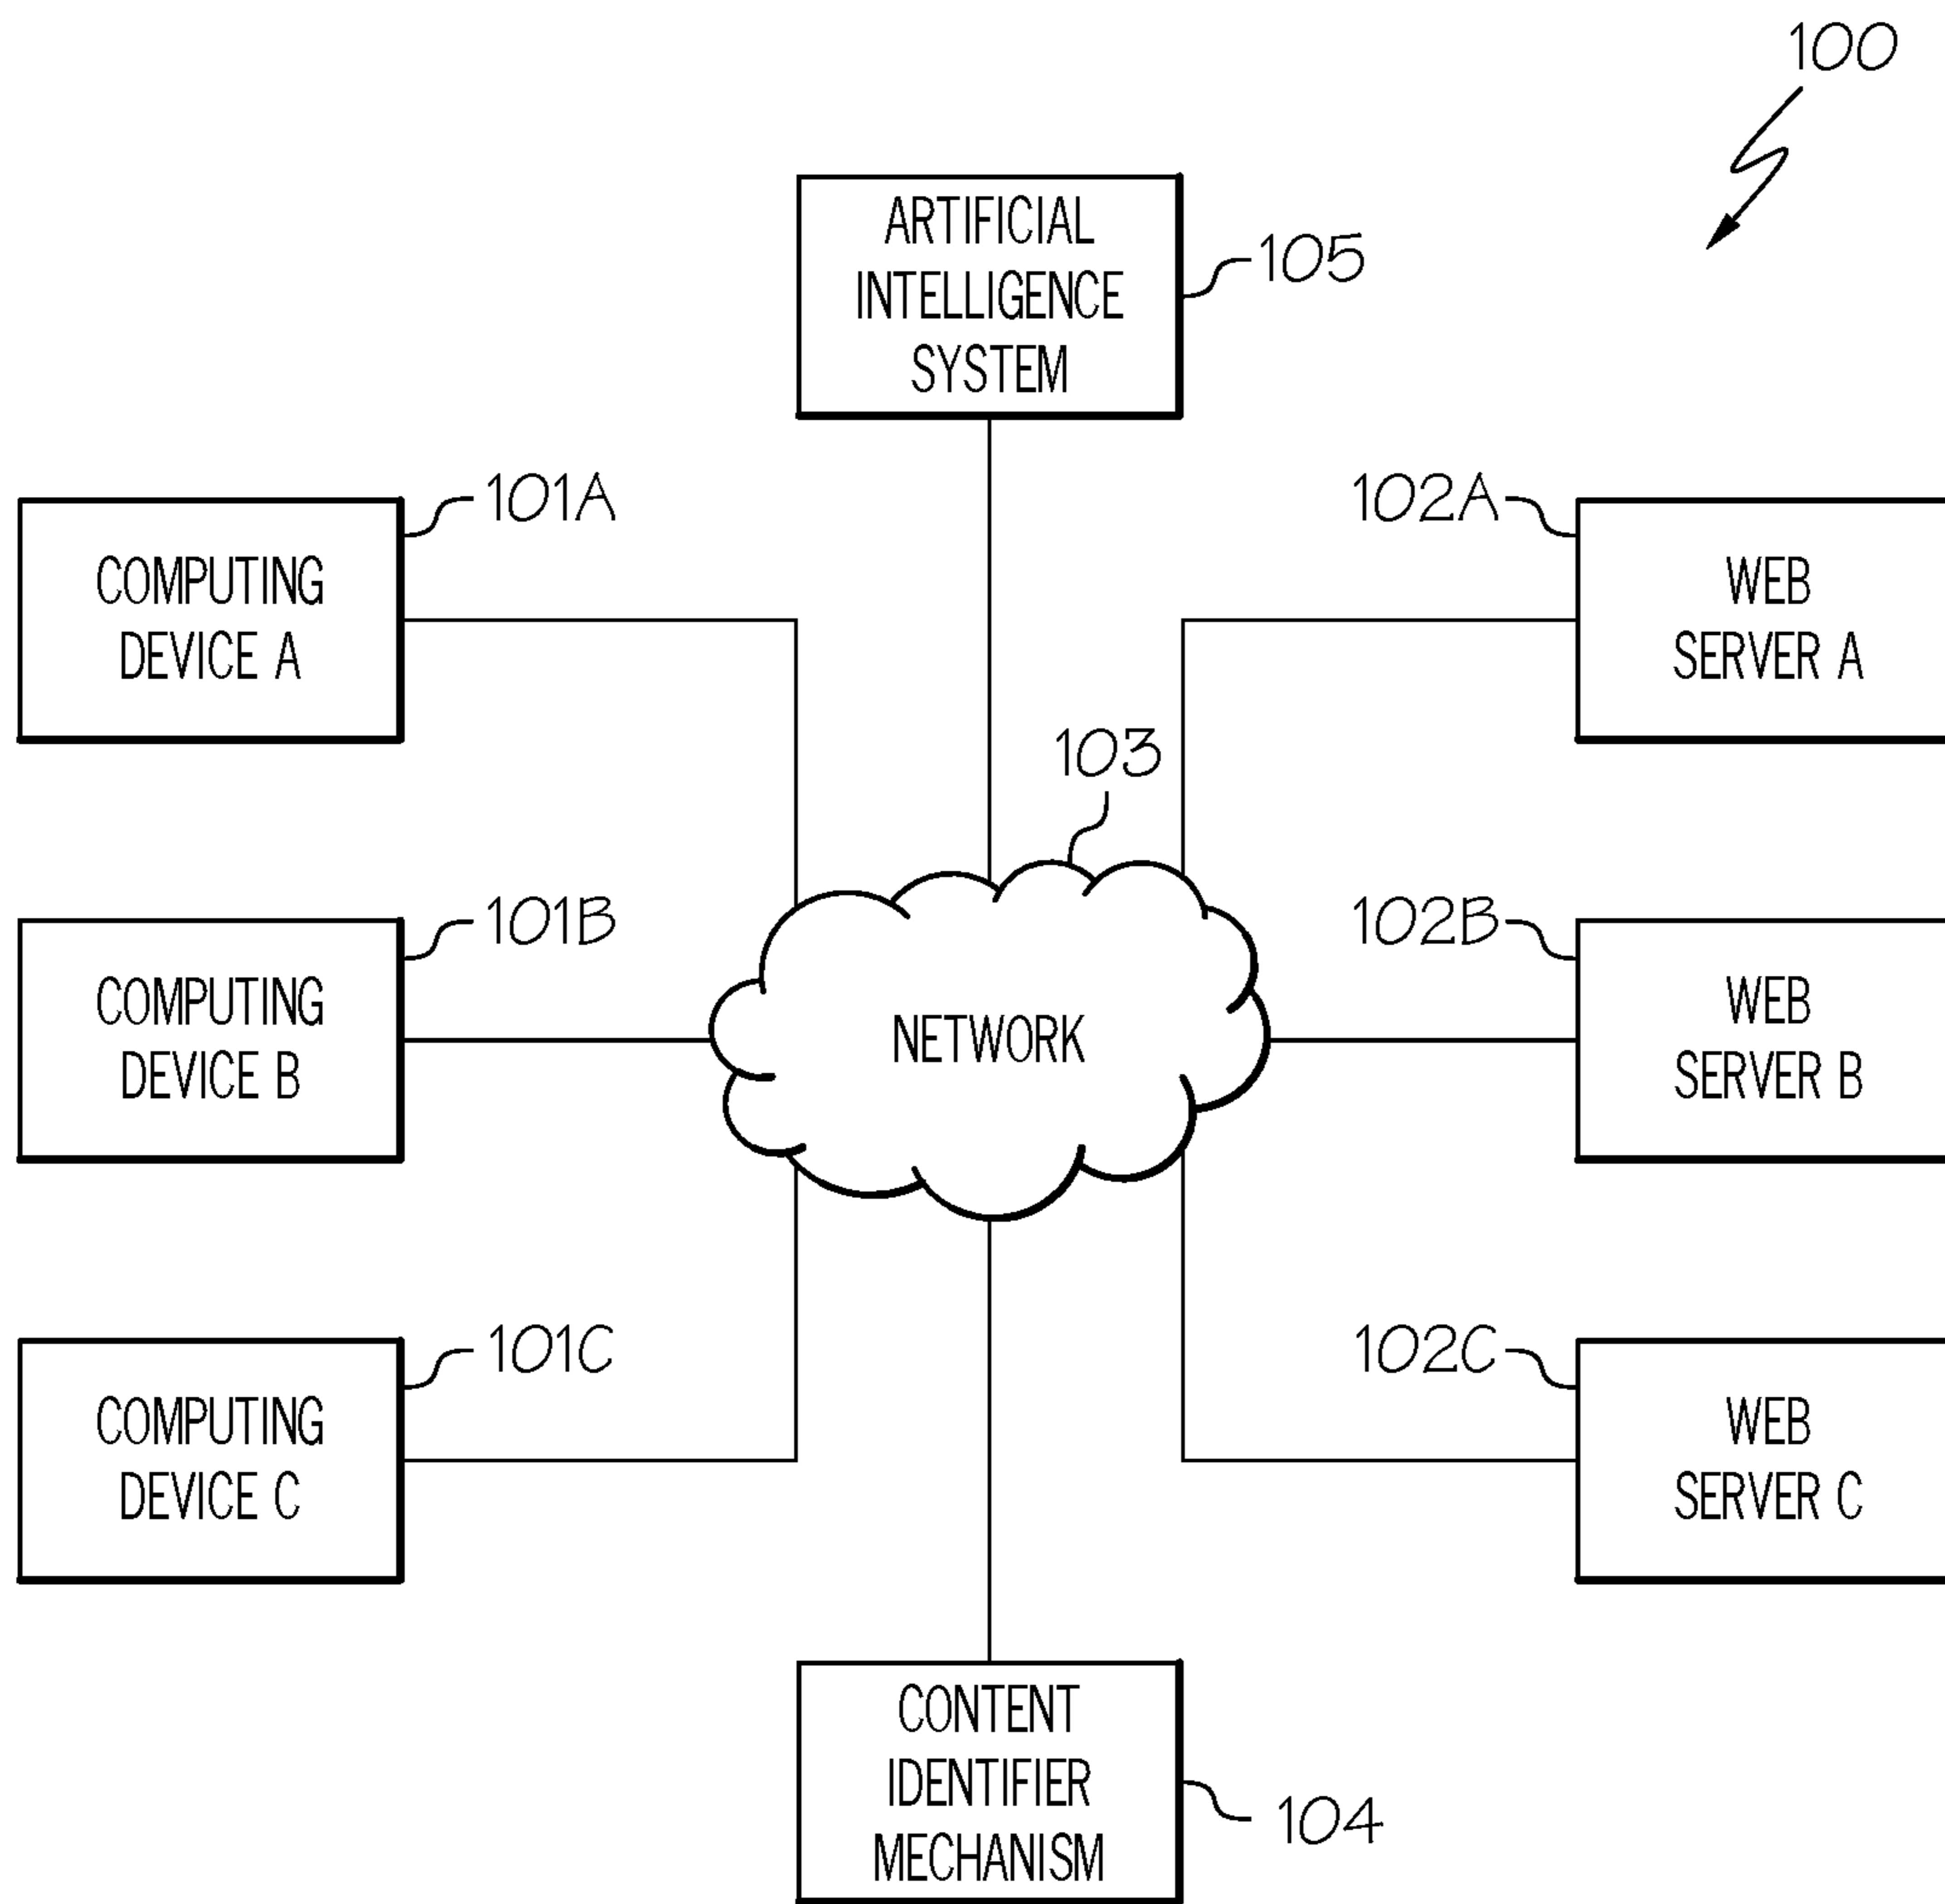 100
ARTIFICIAL
INTELLIGENCE
SYSTEM
105
101A
COMPUTING
DEVICE A
102A
WEB
SERVER A
103
101B
COMPUTING
DEVICE B
NETWORK
102B
WEB
SERVER B
101C
COMPUTING
DEVICE C
102C
WEB
SERVER C
CONTENT
IDENTIFIER
MECHANISM
104